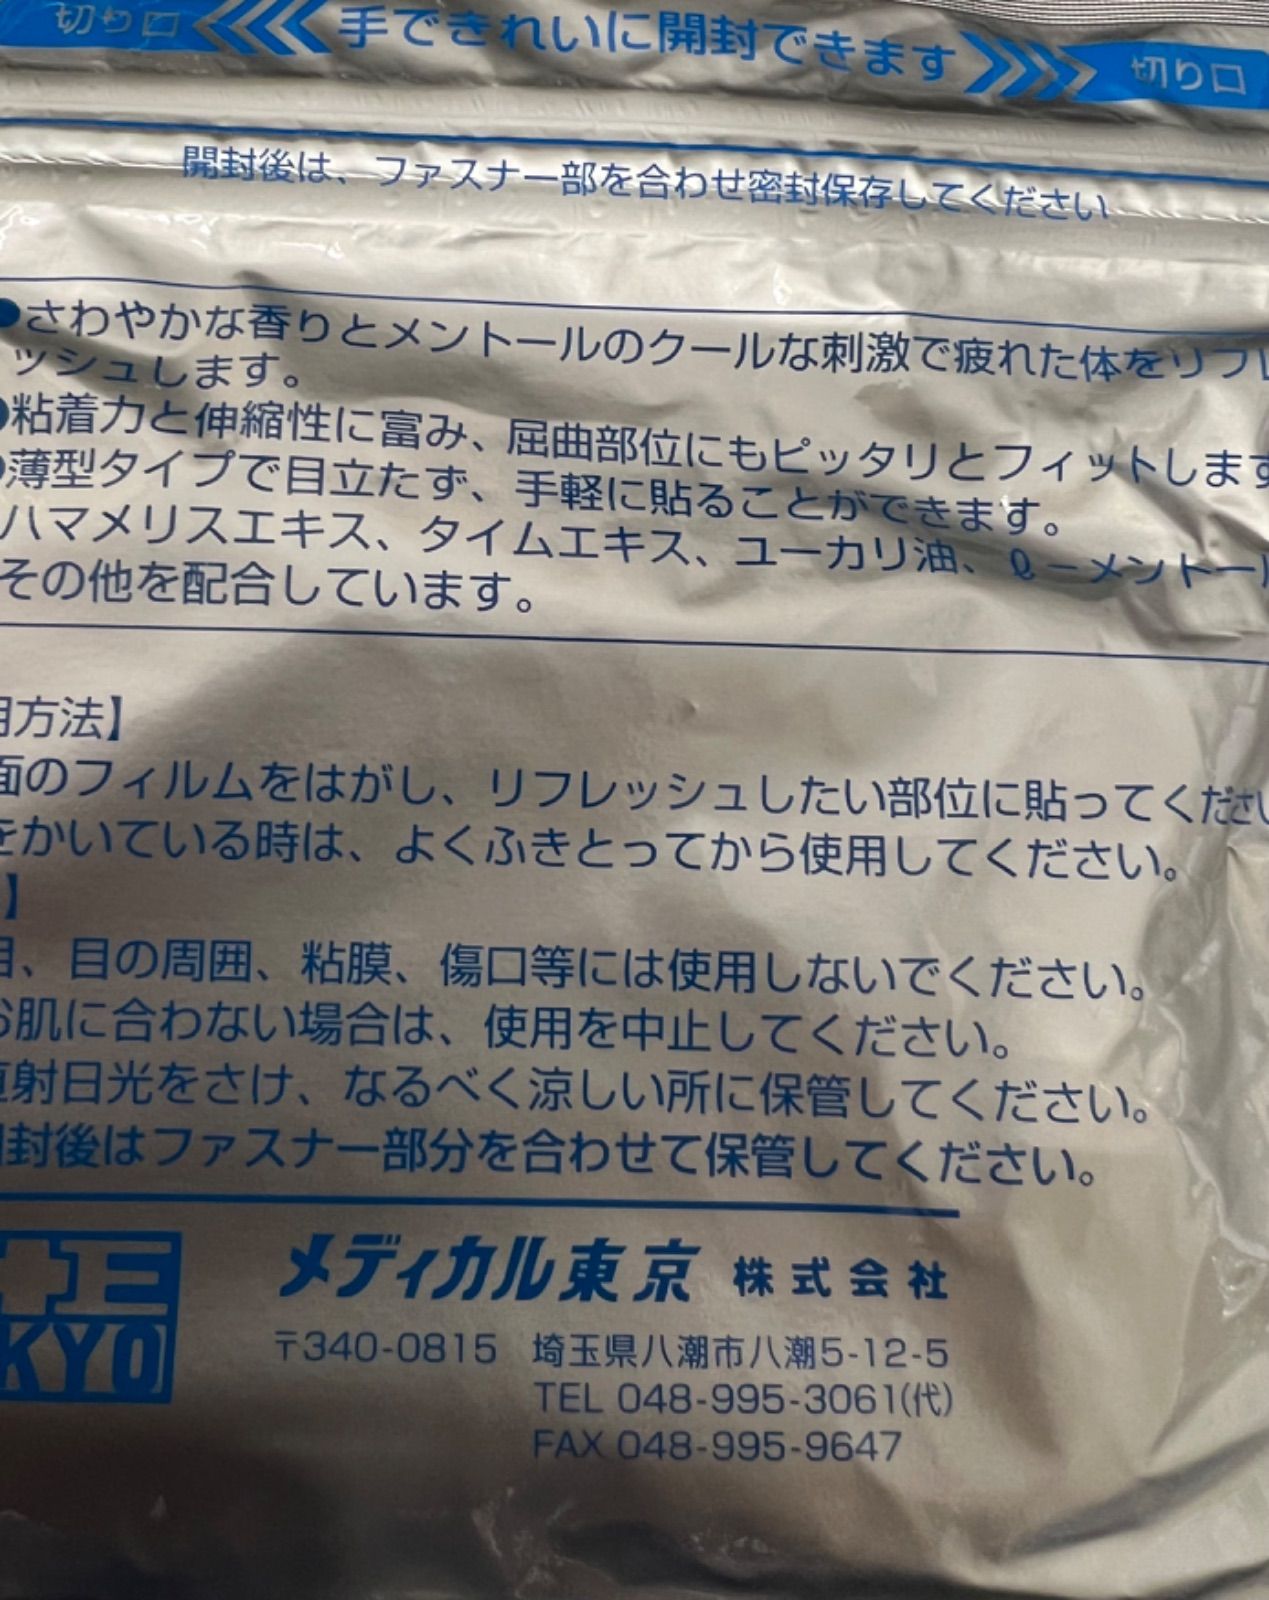 切り口 手できれいに開封できます 切り口
開封後は、ファスナー部を合わせ密封保存してください
●さわやかな香りとメントールのクールな刺激で疲れた体をリフレ
ッシュします。
●粘着力と伸縮性に富み、屈曲部位にもピッタリとフィットします
●薄型タイプで目立たず、手軽に貼ることができます。
ハマメリスエキス、タイムエキス、ユーカリ油、ℓ-メントール
その他を配合しています。
用方法】
面のフィルムをはがし、リフレッシュしたい部位に貼ってください
をかいている時は、よくふきとってから使用してください。
】
目、目の周囲、粘膜、傷口等には使用しないでください。
お肌に合わない場合は、使用を中止してください。
直射日光をさけ、なるべく涼しい所に保管してください。
開封後はファスナー部分を合わせて保管してください。
KYO
メディカル東京 株式会社
〒340-0815 埼玉県八潮市八潮5-12-5
TEL 048-995-3061(代)
FAX 048-995-9647